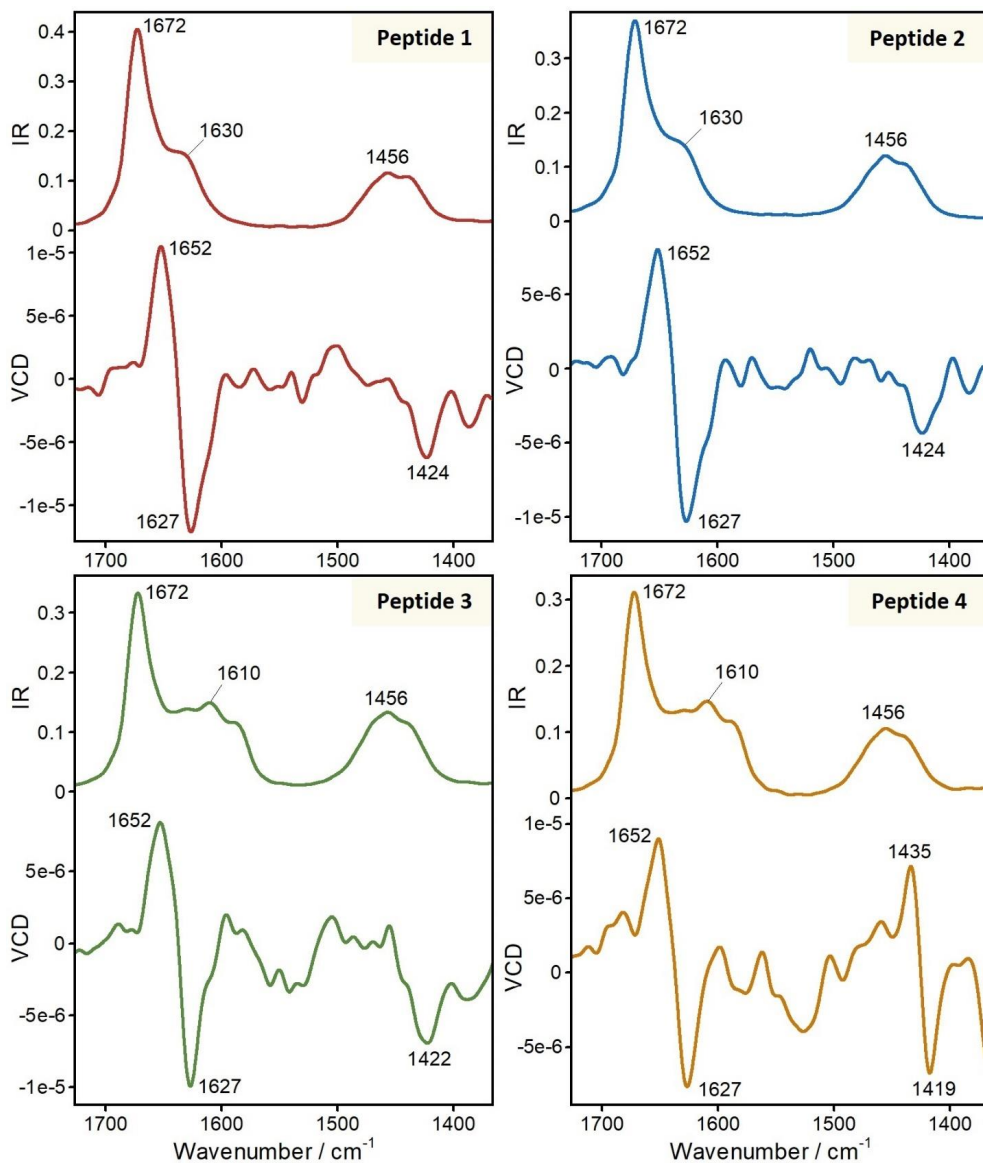 Peptide 1
1672
0.4
0.3
IR
0.2
1630
1456
0.1
0
1e-5
1652
5e-6
VCD
0
-5e-6
1424
-1e-5
1627
1700 1600 1500 1400
Peptide 2
1672
0.3
IR
0.2
1630
1456
0.1
0
1652
5e-6
VCD
0
-5e-6
1424
-1e-5
1627
1700 1600 1500 1400
Peptide 3
1672
0.3
IR
0.2
1610
1456
0.1
0
1652
5e-6
VCD
0
-5e-6
1422
-1e-5
1627
1700 1600 1500 1400
Wavenumber / cm⁻¹
Peptide 4
1672
0.3
0.2
IR
1610
1456
0.1
0
1e-5
1652
1435
5e-6
VCD
0
-5e-6
1627
1419
1700 1600 1500 1400
Wavenumber / cm⁻¹